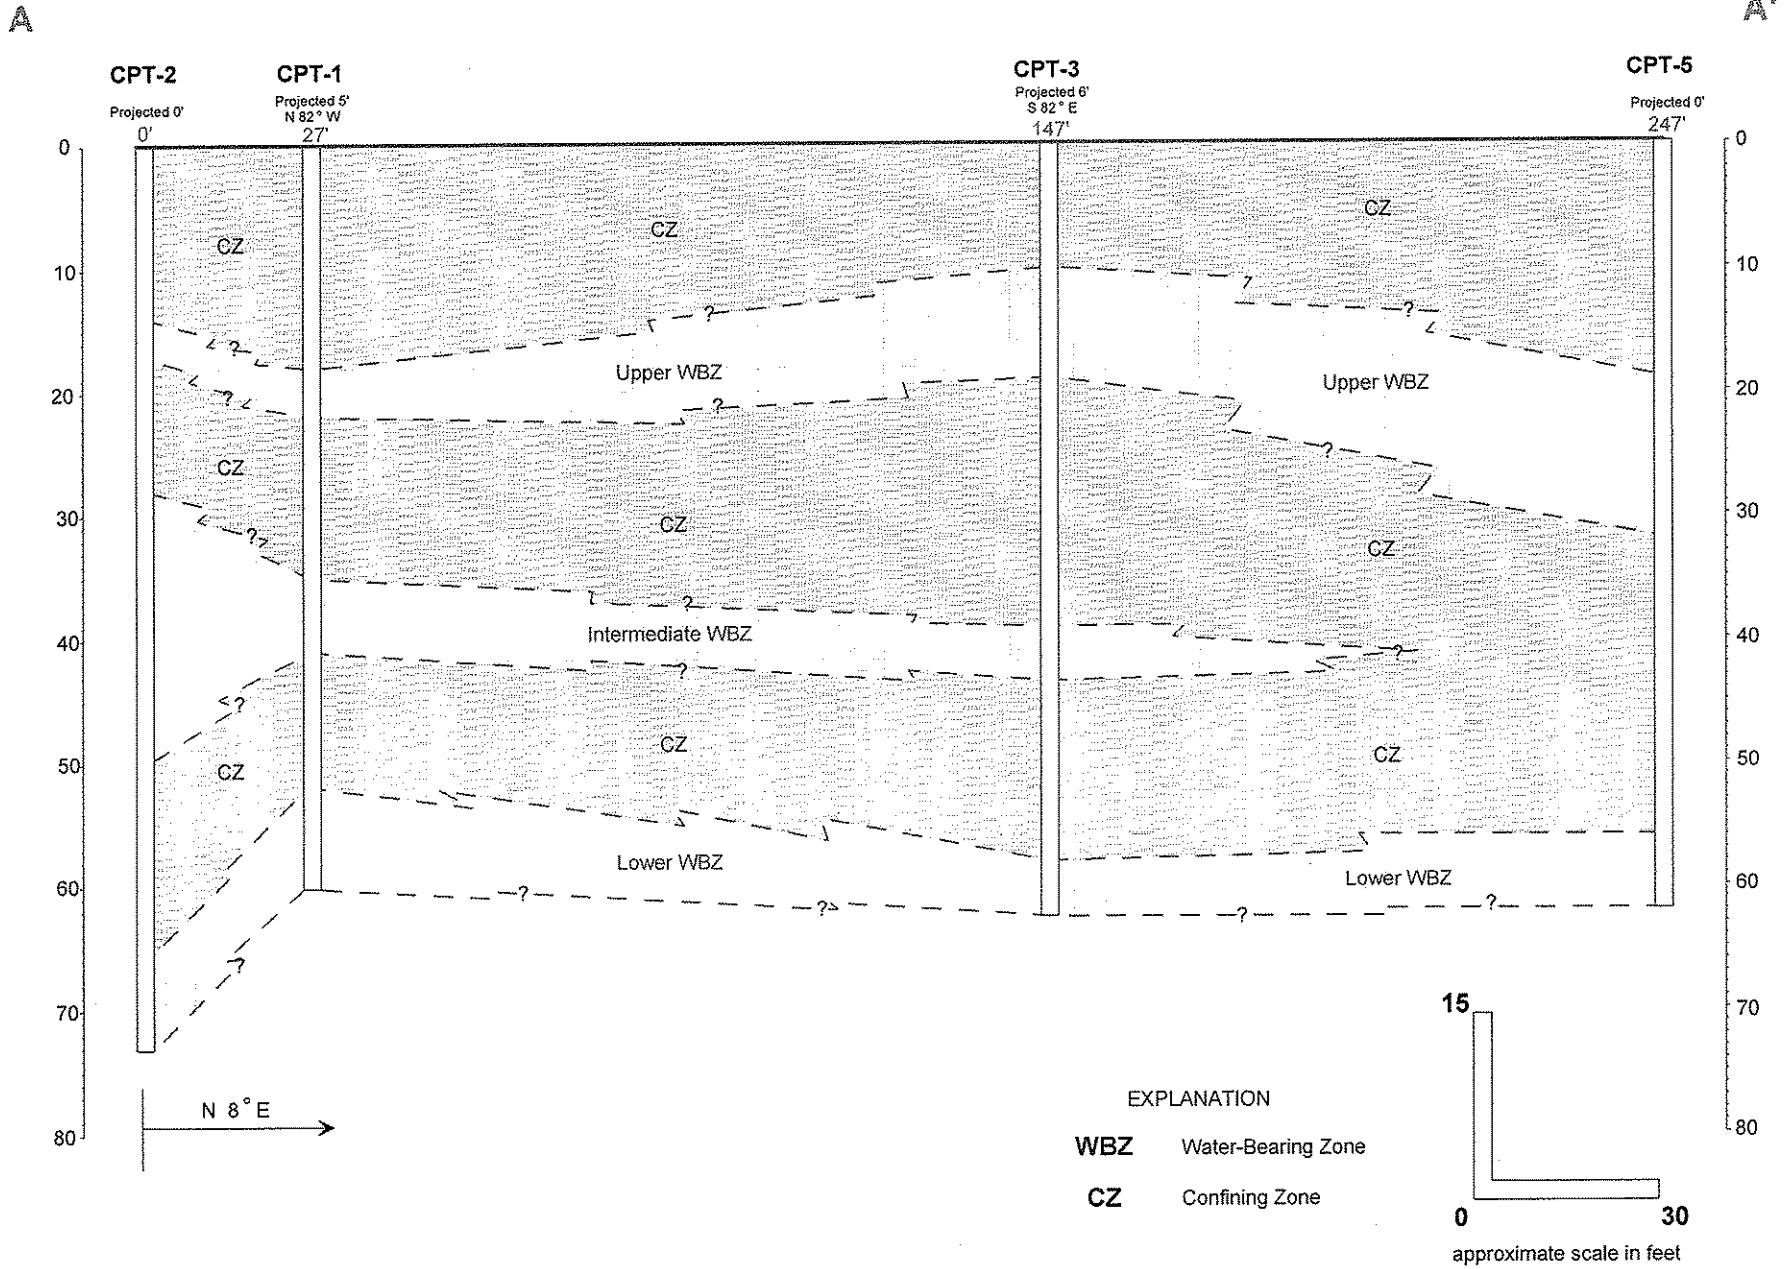 A A'
CPT-2 CPT-1 CPT-3 CPT-5
Projected 0' Projected 5' Projected 6' Projected 0'
N 82° W S 82° E
0' 27' 147' 247'
0 0
CZ CZ CZ
10 10
? ? ?
Upper WBZ Upper WBZ
20 20
? ? ?
CZ CZ CZ
30 30
? ?
Intermediate WBZ
40 40
? ? ?
CZ CZ CZ
50 50
Lower WBZ Lower WBZ
60 60
? ? ? ? ?
70 70
80 80
N 8° E
EXPLANATION
WBZ Water-Bearing Zone
CZ Confining Zone
15
0 30
approximate scale in feet